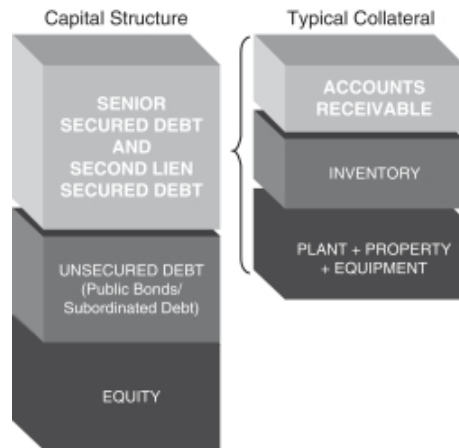 Capital Structure
SENIOR
SECURED DEBT
AND
SECOND LIEN
SECURED DEBT
UNSECURED DEBT
(Public Bonds/
Subordinated Debt)
EQUITY
Typical Collateral
ACCOUNTS
RECEIVABLE
INVENTORY
PLANT + PROPERTY
+ EQUIPMENT